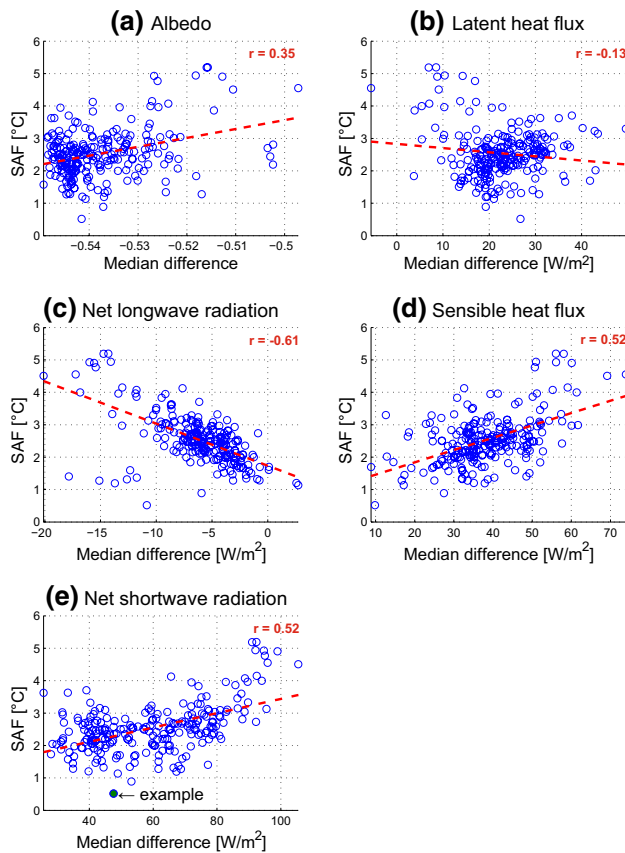 (a) Albedo
r = 0.35
SAF [°C]
6
5
4
3
2
1
0
−0.54 −0.53 −0.52 −0.51 −0.5
Median difference
(b) Latent heat flux
r = -0.13
SAF [°C]
6
5
4
3
2
1
0
0 20 40
Median difference [W/m²]
(c) Net longwave radiation
r = -0.61
SAF [°C]
6
5
4
3
2
1
0
−20 −15 −10 −5 0
Median difference [W/m²]
(d) Sensible heat flux
r = 0.52
SAF [°C]
6
5
4
3
2
1
0
10 20 30 40 50 60 70
Median difference [W/m²]
(e) Net shortwave radiation
r = 0.52
SAF [°C]
6
5
4
3
2
1
0
← example
40 60 80 100
Median difference [W/m²]